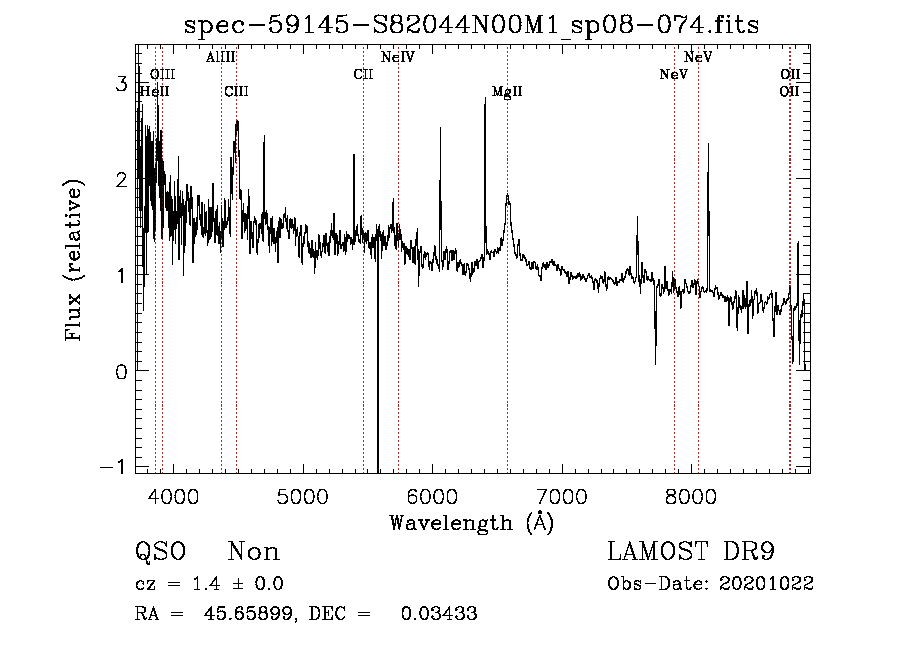 spec-59145-S82044N00M1_sp08-074.fits
AlIII NeIV NeV
OIII CII NeV OII
HeII CIII MgII OII
3
2
1
0
-1
Flux (relative)
4000 5000 6000 7000 8000
Wavelength (Å)
QSO Non LAMOST DR9
cz = 1.4 ± 0.0 Obs-Date: 20201022
RA = 45.65899, DEC = 0.03433